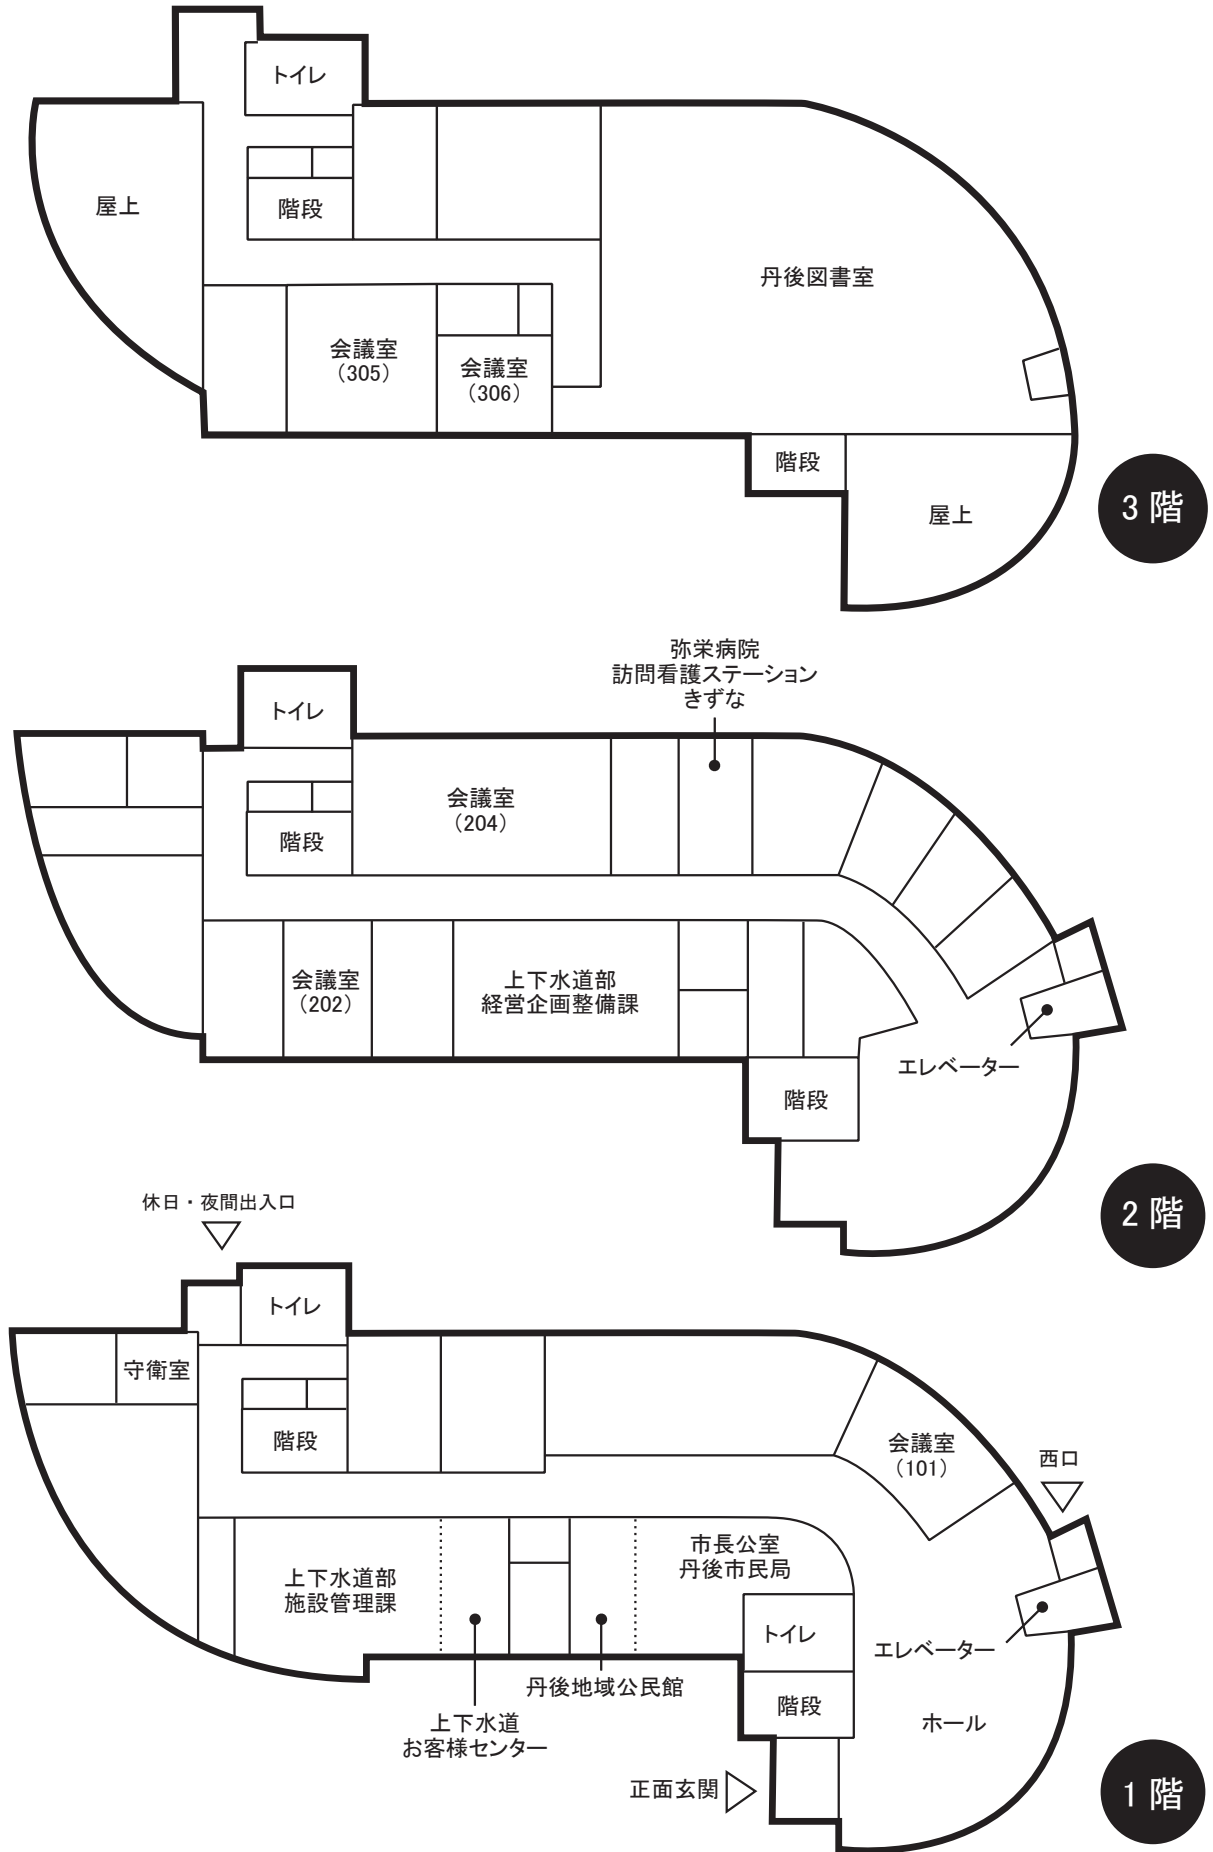 トイレ
屋上
階段
丹後図書室
会議室
（305）
会議室
（306）
階段
屋上
3 階
弥栄病院
訪問看護ステーション
きずな
トイレ
会議室
（204）
階段
会議室
（202）
上下水道部
経営企画整備課
エレベーター
階段
2 階
休日・夜間出入口
トイレ
守衛室
階段
会議室
（101）
西口
上下水道部
施設管理課
市長公室
丹後市民局
トイレ
エレベーター
丹後地域公民館
階段
上下水道
お客様センター
ホール
正面玄関
1 階